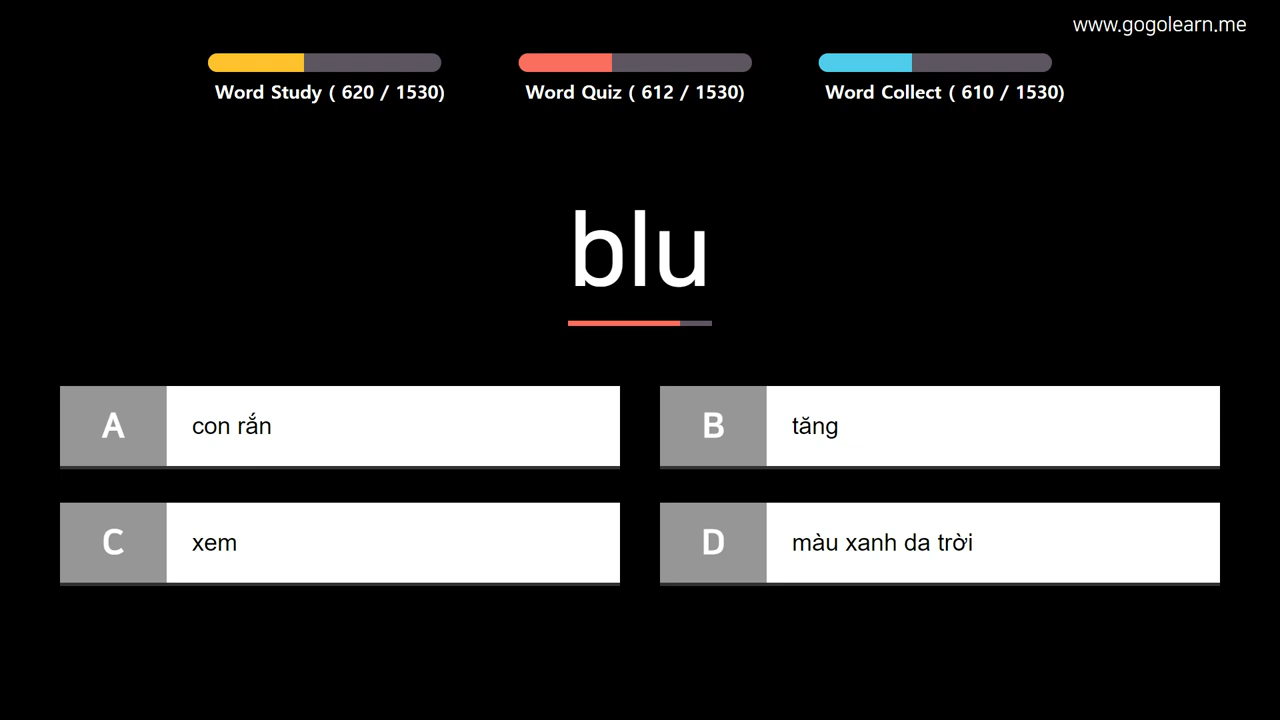 www.gogolearn.me
Word Study ( 620 / 1530)
Word Quiz ( 612 / 1530)
Word Collect ( 610 / 1530)
blu
A
con rắn
B
tăng
C
xem
D
màu xanh da trời